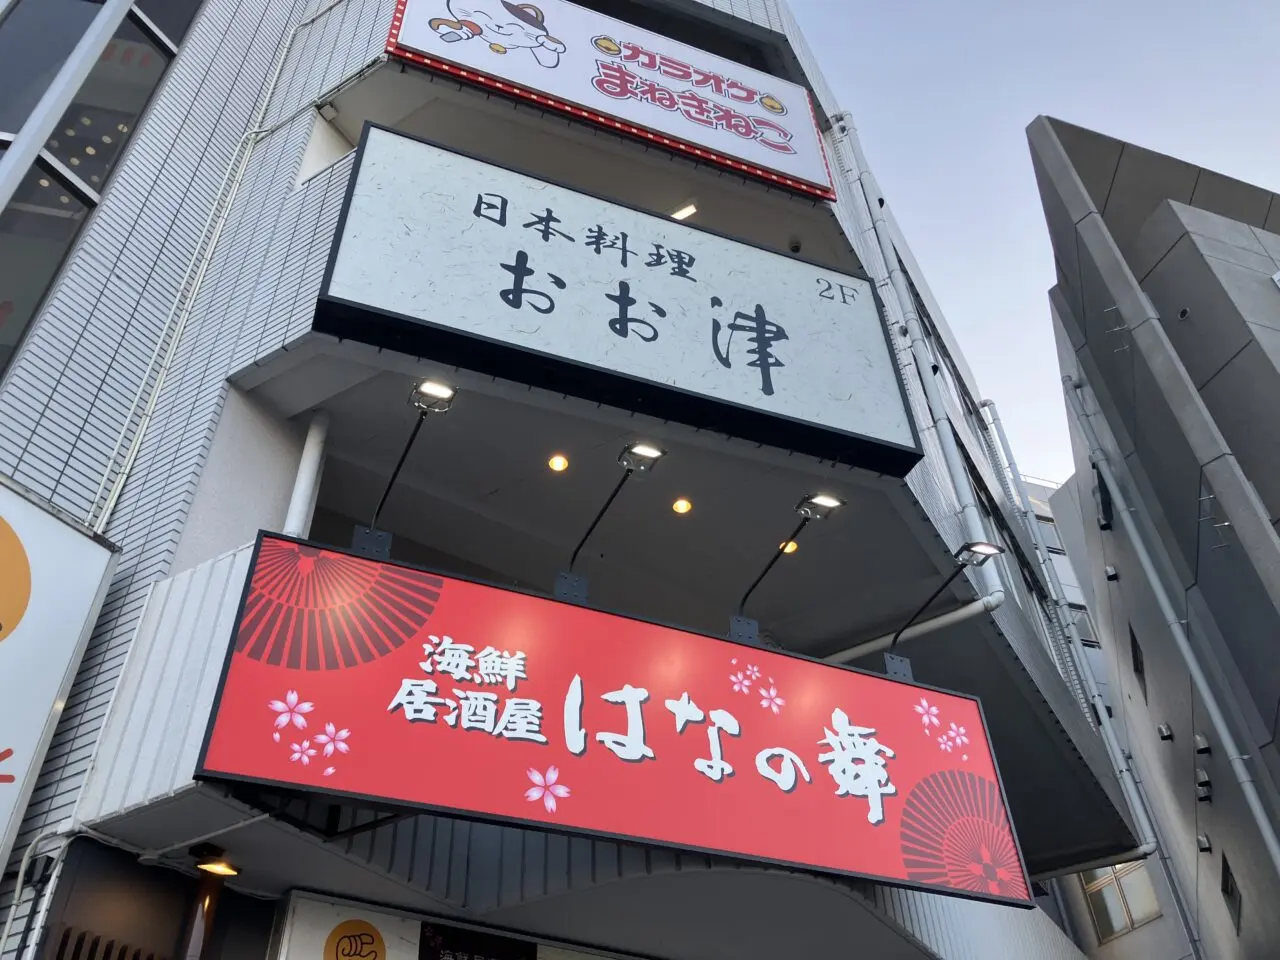 カラオケ
まねきねこ
日本料理
2F
おお津
海鮮
居酒屋
はなの舞